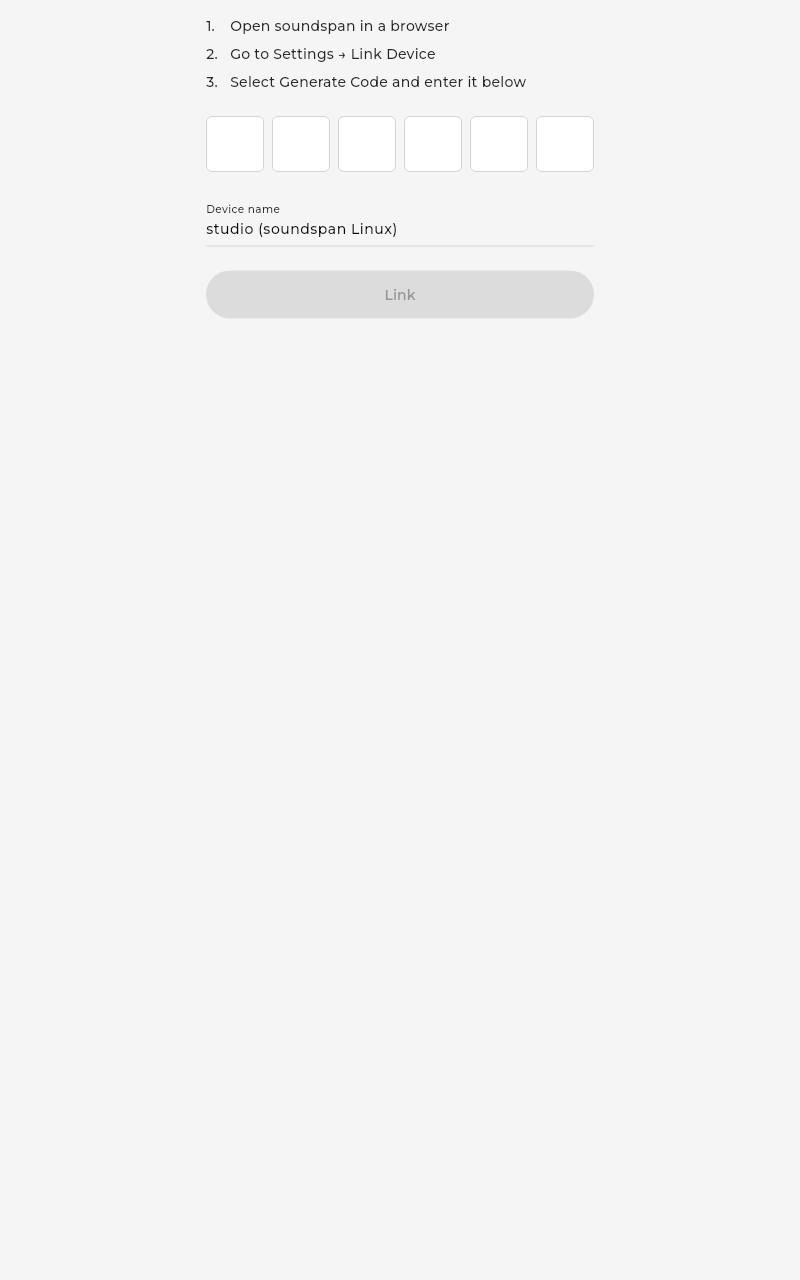 1. Open soundspan in a browser
2. Go to Settings → Link Device
3. Select Generate Code and enter it below
Device name
studio (soundspan Linux)
Link